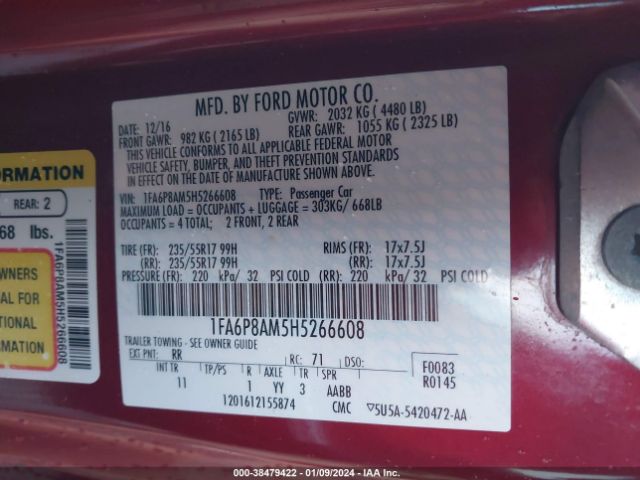 MFD. BY FORD MOTOR CO.
DATE: 12/16 GVWR: 2032 KG ( 4480 LB)
FRONT GAWR: 982 KG ( 2165 LB) REAR GAWR: 1055 KG ( 2325 LB)
THIS VEHICLE CONFORMS TO ALL APPLICABLE FEDERAL MOTOR
VEHICLE SAFETY, BUMPER, AND THEFT PREVENTION STANDARDS
IN EFFECT ON THE DATE OF MANUFACTURE SHOWN ABOVE.
VIN: 1FA6P8AM5H5266608 TYPE: Passenger Car
MAXIMUM LOAD = OCCUPANTS + LUGGAGE = 303KG/ 668LB
OCCUPANTS = 4 TOTAL; 2 FRONT, 2 REAR
TIRE (FR): 235/55R17 99H RIMS (FR): 17x7.5J
(RR): 235/55R17 99H (RR): 17x7.5J
PRESSURE (FR): 220 kPa/ 32 PSI COLD (RR): 220 kPa/ 32 PSI COLD
1FA6P8AM5H5266608
TRAILER TOWING - SEE OWNER GUIDE
EXT PNT: RR RC: 71 DSO: F0083
INT TR TP/PS R AXLE TR SPR R0145
11 1 YY 3 AABB
1201612155874 CMC ▽5U5A-5420472-AA
ORMATION
REAR: 2
68 lbs.
OWNERS
AL FOR
TIONAL
RMATION
1FA6P8AM5H5266608
000-38479422 - 01/09/2024 - IAA Inc.